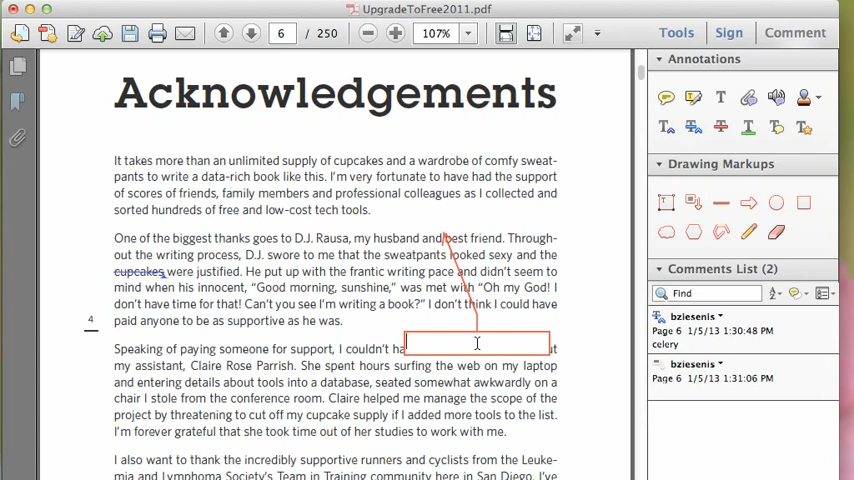 UpgradeToFree2011.pdf
6 / 250 107% Tools Sign Comment
Annotations
Acknowledgements
It takes more than an unlimited supply of cupcakes and a wardrobe of comfy sweat-
pants to write a data-rich book like this. I'm very fortunate to have had the support
of scores of friends, family members and professional colleagues as I collected and
sorted hundreds of free and low-cost tech tools.
One of the biggest thanks goes to D.J. Rausa, my husband and best friend. Through-
out the writing process, D.J. swore to me that the sweatpants looked sexy and the
cupcakes were justified. He put up with the frantic writing pace and didn't seem to
mind when his innocent, “Good morning, sunshine,” was met with “Oh my God! I
don't have time for that! Can't you see I'm writing a book?” I don't think I could have
paid anyone to be as supportive as he was.
4
Speaking of paying someone for support, I couldn't
my assistant, Claire Rose Parrish. She spent hours surfing the web on my laptop
and entering details about tools into a database, seated somewhat awkwardly on a
chair I stole from the conference room. Claire helped me manage the scope of the
project by threatening to cut off my cupcake supply if I added more tools to the list.
I'm forever grateful that she took time out of her studies to work with me.
I also want to thank the incredibly supportive runners and cyclists from the Leuke-
mia and Lymphoma Society's Team in Training community here in San Diego. I've
Drawing Markups
Comments List (2)
Find
bziesenis
Page 6 1/5/13 1:30:48 PM
celery
bziesenis
Page 6 1/5/13 1:31:06 PM